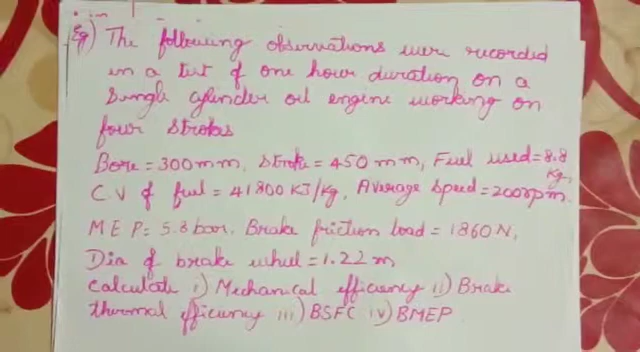 Eg) The following observations were recorded
in a test of one hour duration on a
Single cylinder oil engine working on
four strokes
Bore = 300mm, stroke = 450 mm, Fuel used = 8.8 kg,
C.V of fuel = 41800 KJ/kg, Average speed = 200rpm.
MEP = 5.8 bar, Brake friction load = 1860 N,
Dia of brake wheel = 1.22 m
Calculate i) Mechanical efficiency ii) Brake
thermal efficiency iii) BSFC iv) BMEP